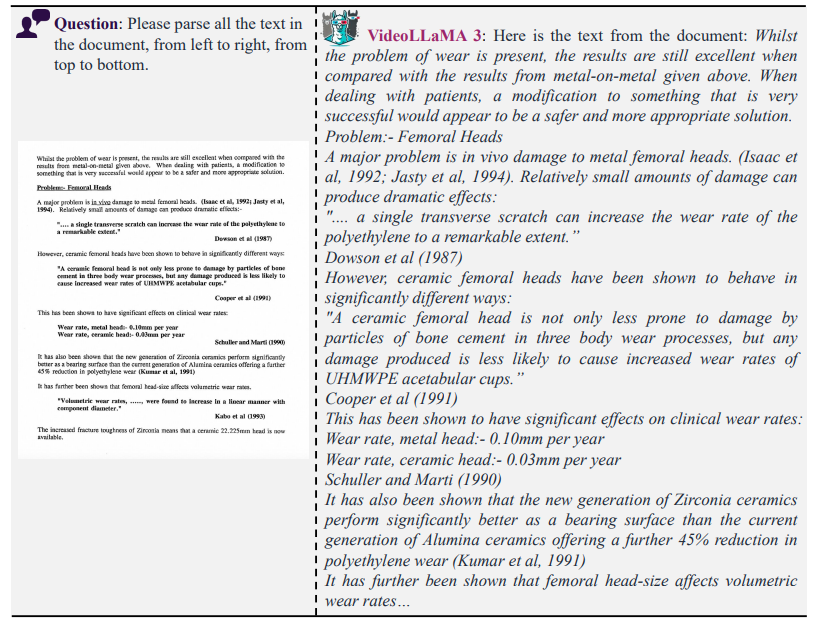 Question: Please parse all the text in
the document, from left to right, from
top to bottom.
Whilst the problem of wear is present, the results are still excellent when compared with the
results from metal-on-metal given above. When dealing with patients, a modification to
something that is very successful would appear to be a safer and more appropriate solution.
Problem:- Femoral Heads
A major problem is in vivo damage to metal femoral heads. (Isaac et al, 1992; Jasty et al,
1994). Relatively small amounts of damage can produce dramatic effects:-
".... a single transverse scratch can increase the wear rate of the polyethylene to
a remarkable extent."
Dowson et al (1987)
However, ceramic femoral heads have been shown to behave in significantly different ways:
"A ceramic femoral head is not only less prone to damage by particles of bone
cement in three body wear processes, but any damage produced is less likely to
cause increased wear rates of UHMWPE acetabular cups."
Cooper et al (1991)
This has been shown to have significant effects on clinical wear rates:
Wear rate, metal head:- 0.10mm per year
Wear rate, ceramic head:- 0.03mm per year
Schuller and Marti (1990)
It has also been shown that the new generation of Zirconia ceramics perform significantly
better as a bearing surface than the current generation of Alumina ceramics offering a further
45% reduction in polyethylene wear (Kumar et al, 1991)
It has further been shown that femoral head-size affects volumetric wear rates.
"Volumetric wear rates, ......, were found to increase in a linear manner with
component diameter."
Kabo et al (1993)
The increased fracture toughness of Zirconia means that a ceramic 22.225mm head is now
available.
VideoLLaMA 3: Here is the text from the document: Whilst
the problem of wear is present, the results are still excellent when
compared with the results from metal-on-metal given above. When
dealing with patients, a modification to something that is very
successful would appear to be a safer and more appropriate solution.
Problem:- Femoral Heads
A major problem is in vivo damage to metal femoral heads. (Isaac et
al, 1992; Jasty et al, 1994). Relatively small amounts of damage can
produce dramatic effects:
".... a single transverse scratch can increase the wear rate of the
polyethylene to a remarkable extent.”
Dowson et al (1987)
However, ceramic femoral heads have been shown to behave in
significantly different ways:
"A ceramic femoral head is not only less prone to damage by
particles of bone cement in three body wear processes, but any
damage produced is less likely to cause increased wear rates of
UHMWPE acetabular cups.”
Cooper et al (1991)
This has been shown to have significant effects on clinical wear rates:
Wear rate, metal head:- 0.10mm per year
Wear rate, ceramic head:- 0.03mm per year
Schuller and Marti (1990)
It has also been shown that the new generation of Zirconia ceramics
perform significantly better as a bearing surface than the current
generation of Alumina ceramics offering a further 45% reduction in
polyethylene wear (Kumar et al, 1991)
It has further been shown that femoral head-size affects volumetric
wear rates…